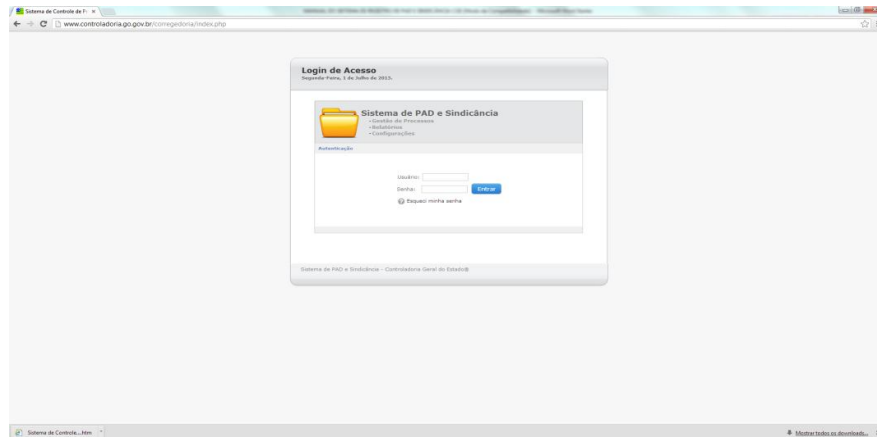 Sistema de Controle de P
www.controladoria.go.gov.br/corregedoria/index.php
Login de Acesso
Segunda-Feira, 1 de Julho de 2013.
Sistema de PAD e Sindicância
-Gestão de Processos
-Relatórios
-Configurações
Autenticação
Usuário:
Senha:
Entrar
Esqueci minha senha
Sistema de PAD e Sindicância - Controladoria Geral do Estado®
Sistema de Controle....htm
Mostrar todos os downloads...